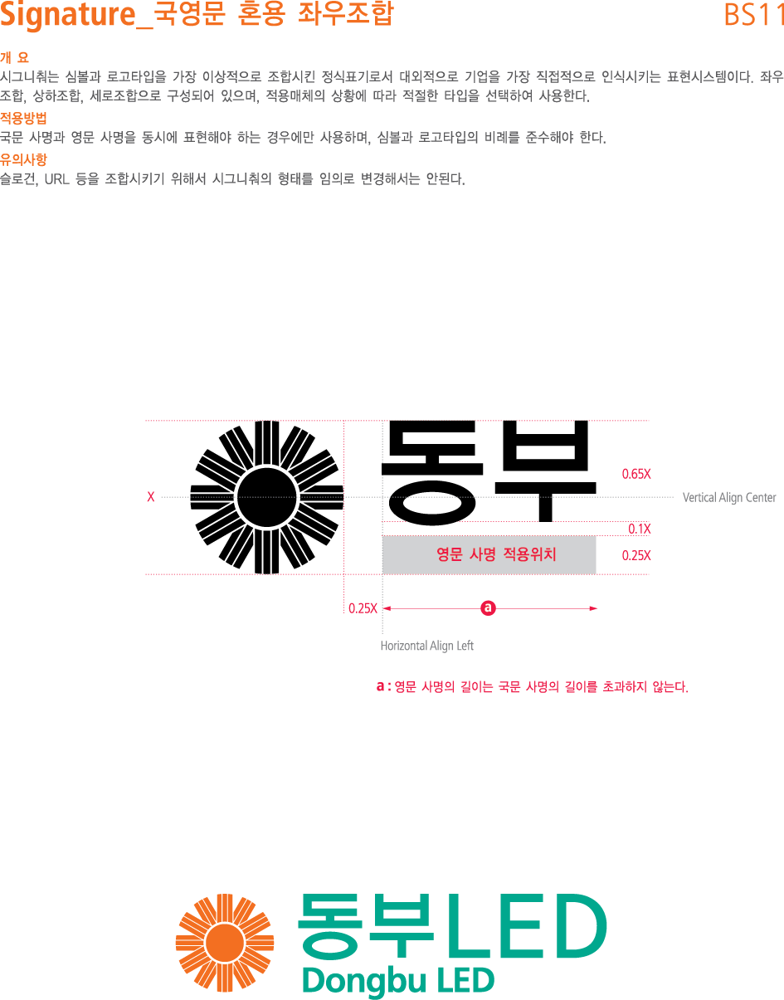 Signature_국영문 혼용 좌우조합
BS11
개 요
시그니춰는 심볼과 로고타입을 가장 이상적으로 조합시킨 정식표기로서 대외적으로 기업을 가장 직접적으로 인식시키는 표현시스템이다. 좌우
조합, 상하조합, 세로조합으로 구성되어 있으며, 적용매체의 상황에 따라 적절한 타입을 선택하여 사용한다.
적용방법
국문 사명과 영문 사명을 동시에 표현해야 하는 경우에만 사용하며, 심볼과 로고타입의 비례를 준수해야 한다.
유의사항
슬로건, URL 등을 조합시키기 위해서 시그니춰의 형태를 임의로 변경해서는 안된다.
동부
0.65X
X
Vertical Align Center
0.1X
영문 사명 적용위치
0.25X
0.25X
a
Horizontal Align Left
a : 영문 사명의 길이는 국문 사명의 길이를 초과하지 않는다.
동부LED
Dongbu LED